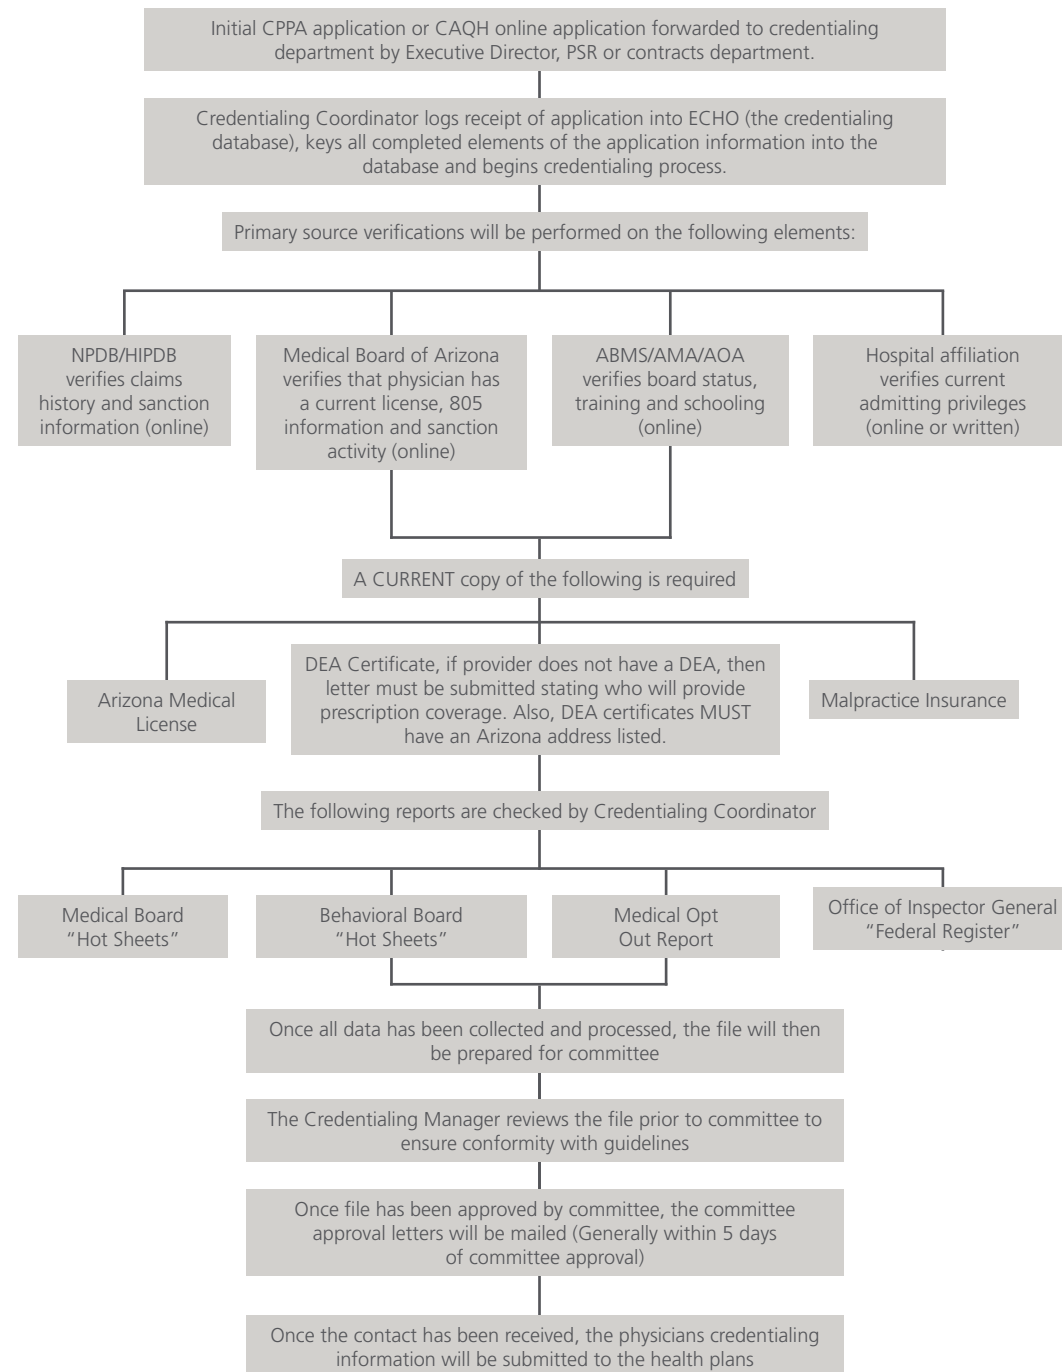 Initial CPPA application or CAQH online application forwarded to credentialing
department by Executive Director, PSR or contracts department.
Credentialing Coordinator logs receipt of application into ECHO (the credentialing
database), keys all completed elements of the application information into the
database and begins credentialing process.
Primary source verifications will be performed on the following elements:
NPDB/HIPDB
verifies claims
history and sanction
information (online)
Medical Board of Arizona
verifies that physician has
a current license, 805
information and sanction
activity (online)
ABMS/AMA/AOA
verifies board status,
training and schooling
(online)
Hospital affiliation
verifies current
admitting privileges
(online or written)
A CURRENT copy of the following is required
Arizona Medical
License
DEA Certificate, if provider does not have a DEA, then
letter must be submitted stating who will provide
prescription coverage. Also, DEA certificates MUST
have an Arizona address listed.
Malpractice Insurance
The following reports are checked by Credentialing Coordinator
Medical Board
“Hot Sheets”
Behavioral Board
“Hot Sheets”
Medical Opt
Out Report
Office of Inspector General
“Federal Register”
Once all data has been collected and processed, the file will then
be prepared for committee
The Credentialing Manager reviews the file prior to committee to
ensure conformity with guidelines
Once file has been approved by committee, the committee
approval letters will be mailed (Generally within 5 days
of committee approval)
Once the contact has been received, the physicians credentialing
information will be submitted to the health plans